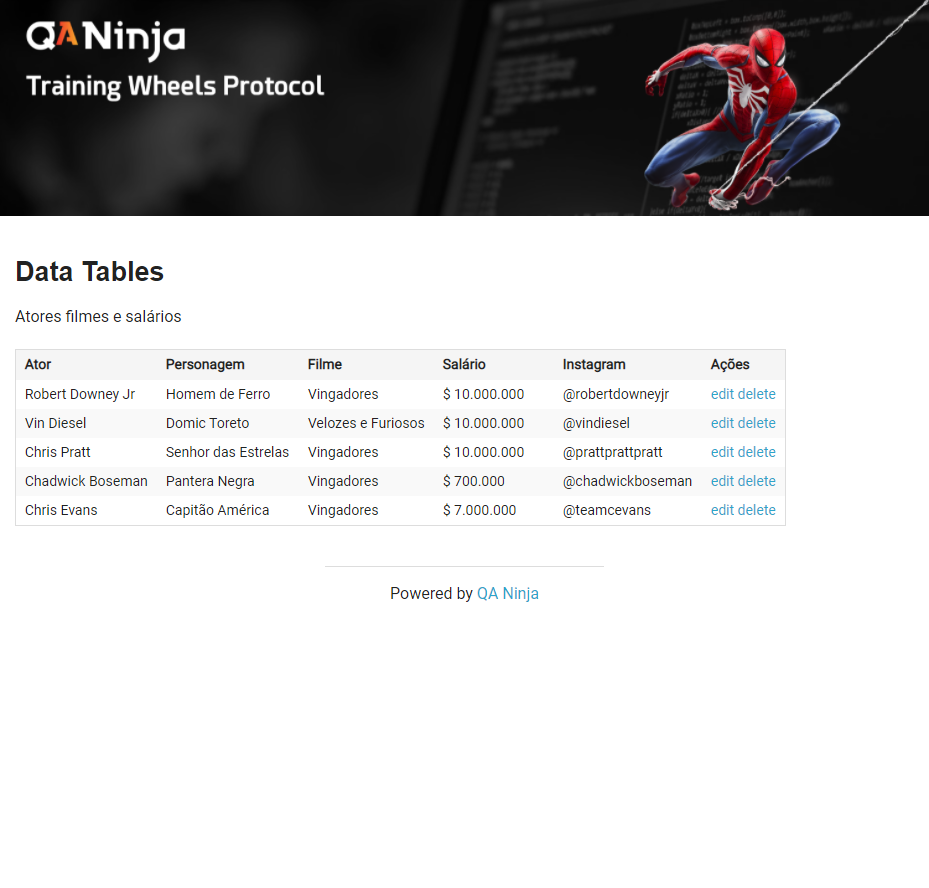 QANinja
Training Wheels Protocol
Data Tables
Atores filmes e salários
Ator Personagem Filme Salário Instagram Ações
Robert Downey Jr Homem de Ferro Vingadores $ 10.000.000 @robertdowneyjr edit delete
Vin Diesel Domic Toreto Velozes e Furiosos $ 10.000.000 @vindiesel edit delete
Chris Pratt Senhor das Estrelas Vingadores $ 10.000.000 @prattprattpratt edit delete
Chadwick Boseman Pantera Negra Vingadores $ 700.000 @chadwickboseman edit delete
Chris Evans Capitão América Vingadores $ 7.000.000 @teamcevans edit delete
Powered by QA Ninja